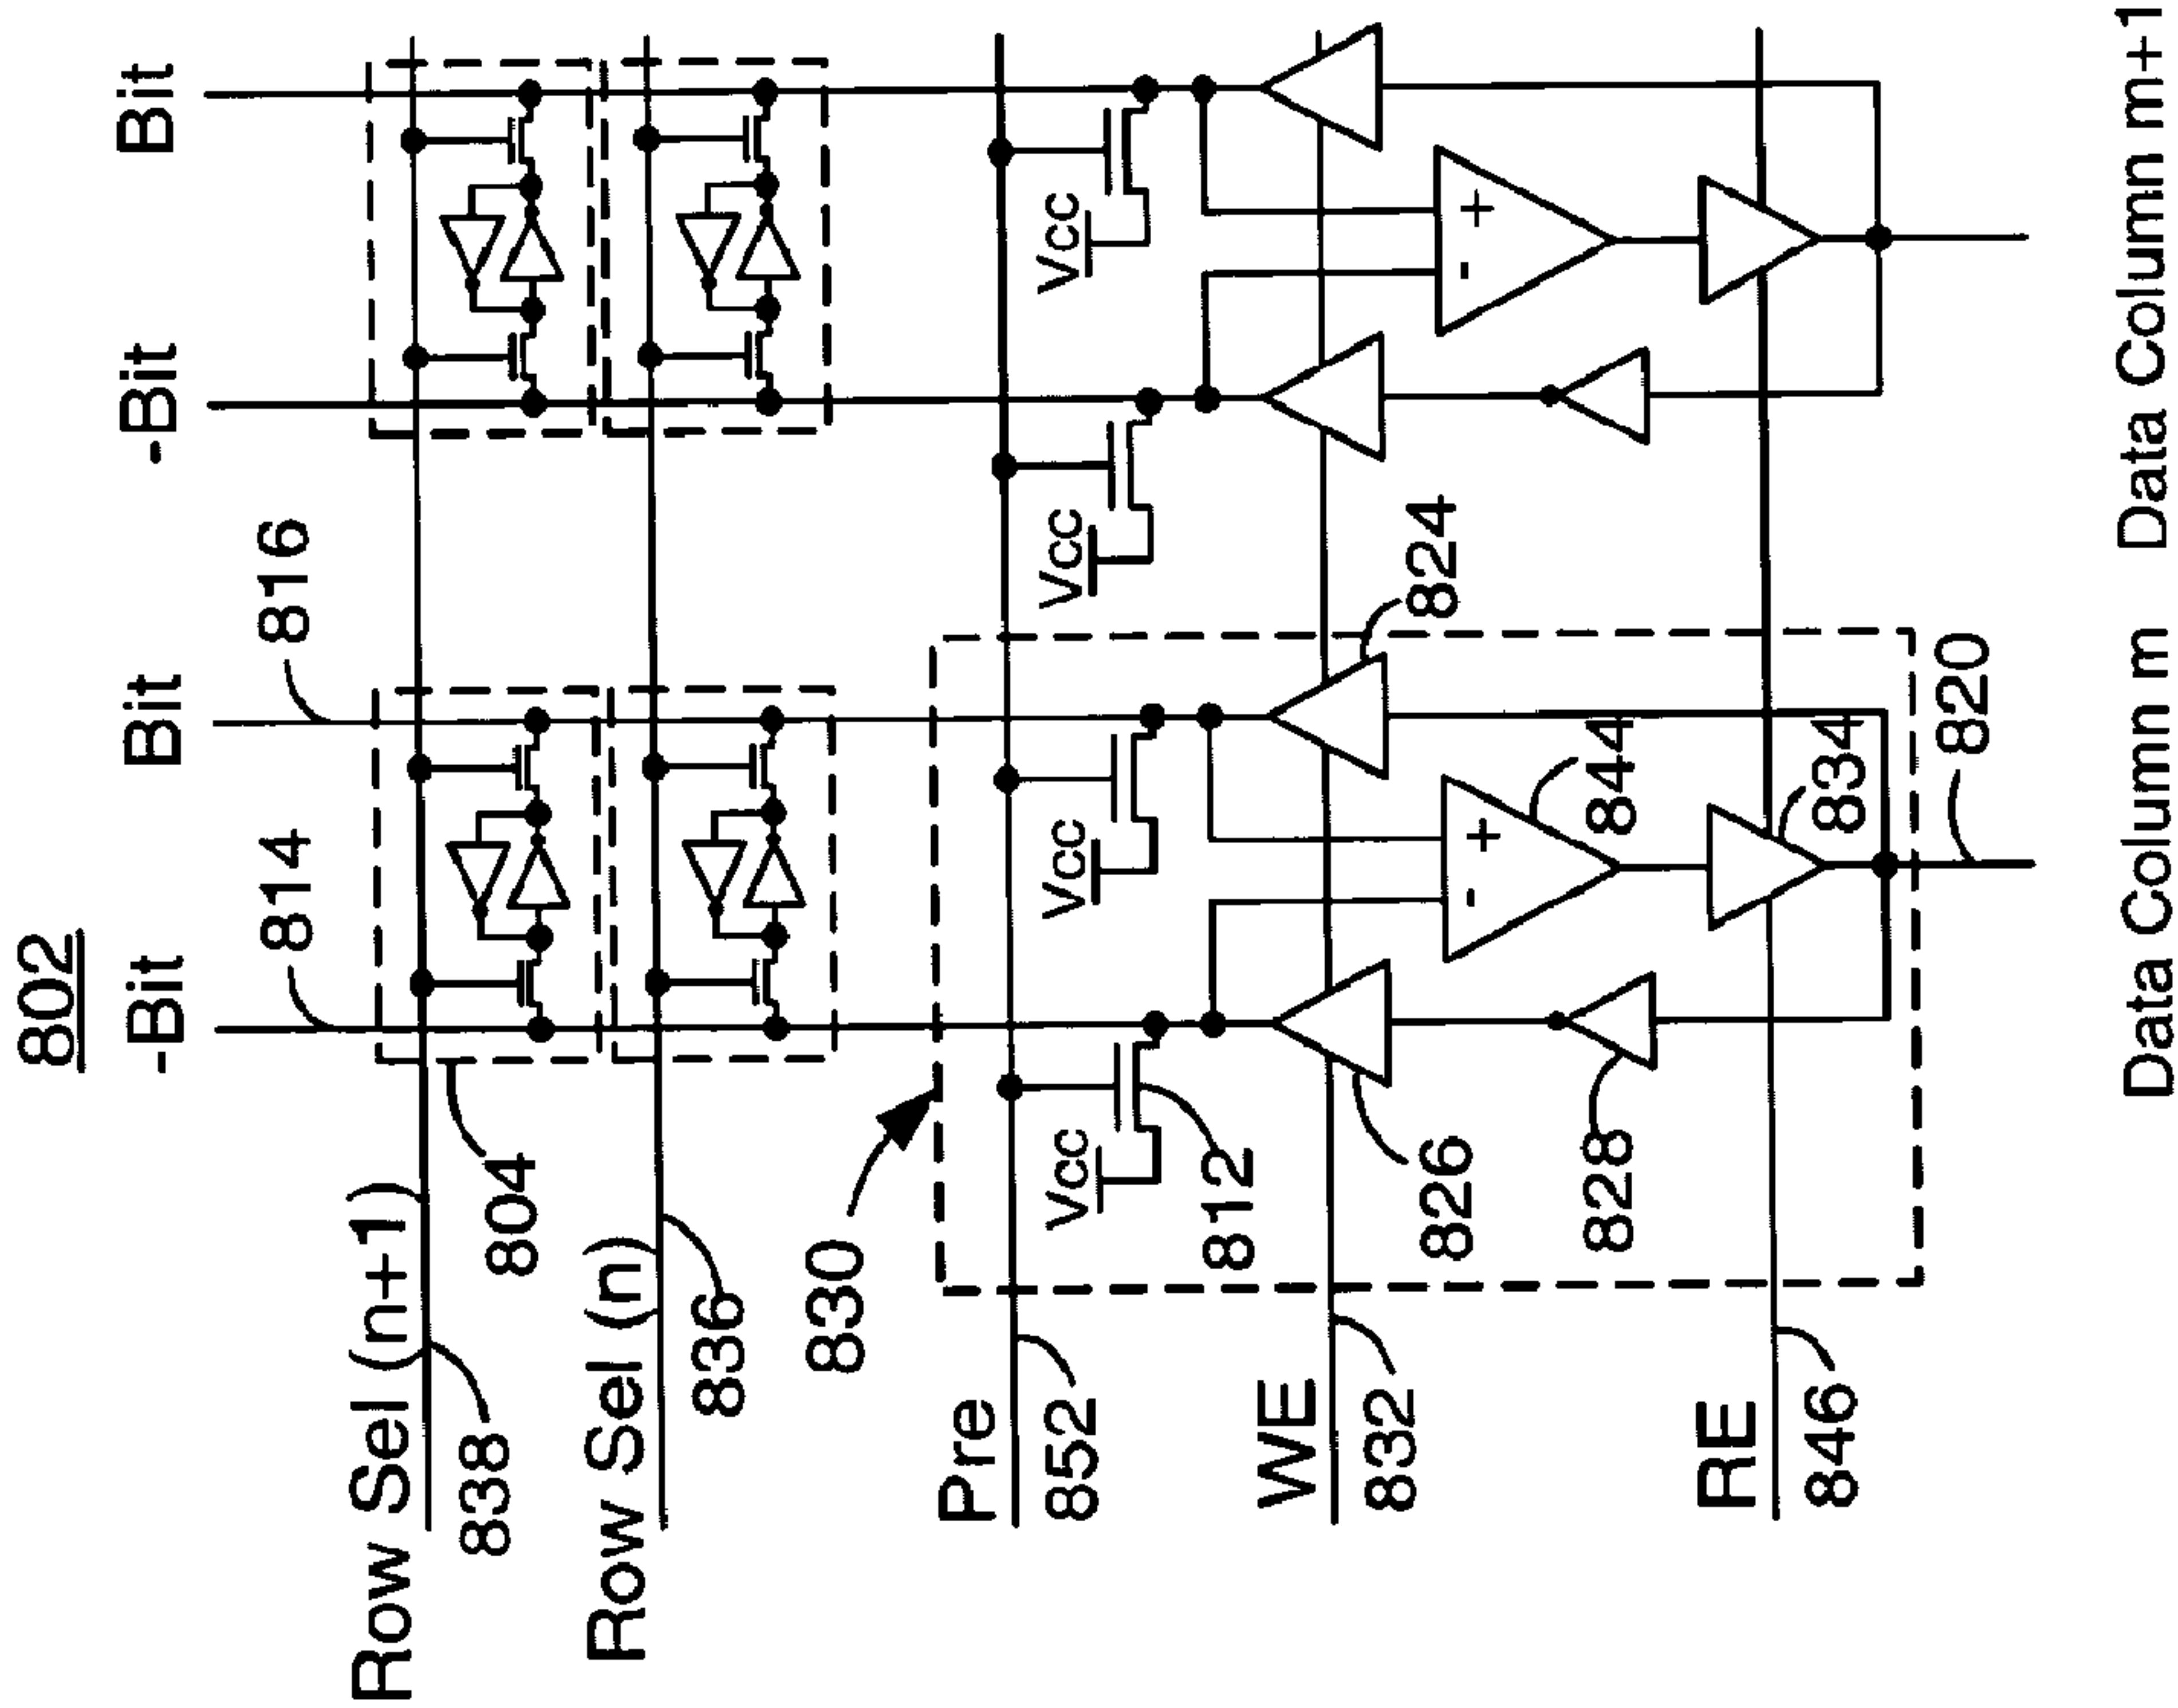 802
-Bit
Bit
-Bit
Bit
814
816
Row Sel (n+1)
838
804
Row Sel (n)
836
830
Pre
852
Vcc
Vcc
Vcc
Vcc
812
WE
832
826
824
-
+
-
+
828
844
RE
846
834
820
Data Column m
Data Column m+1